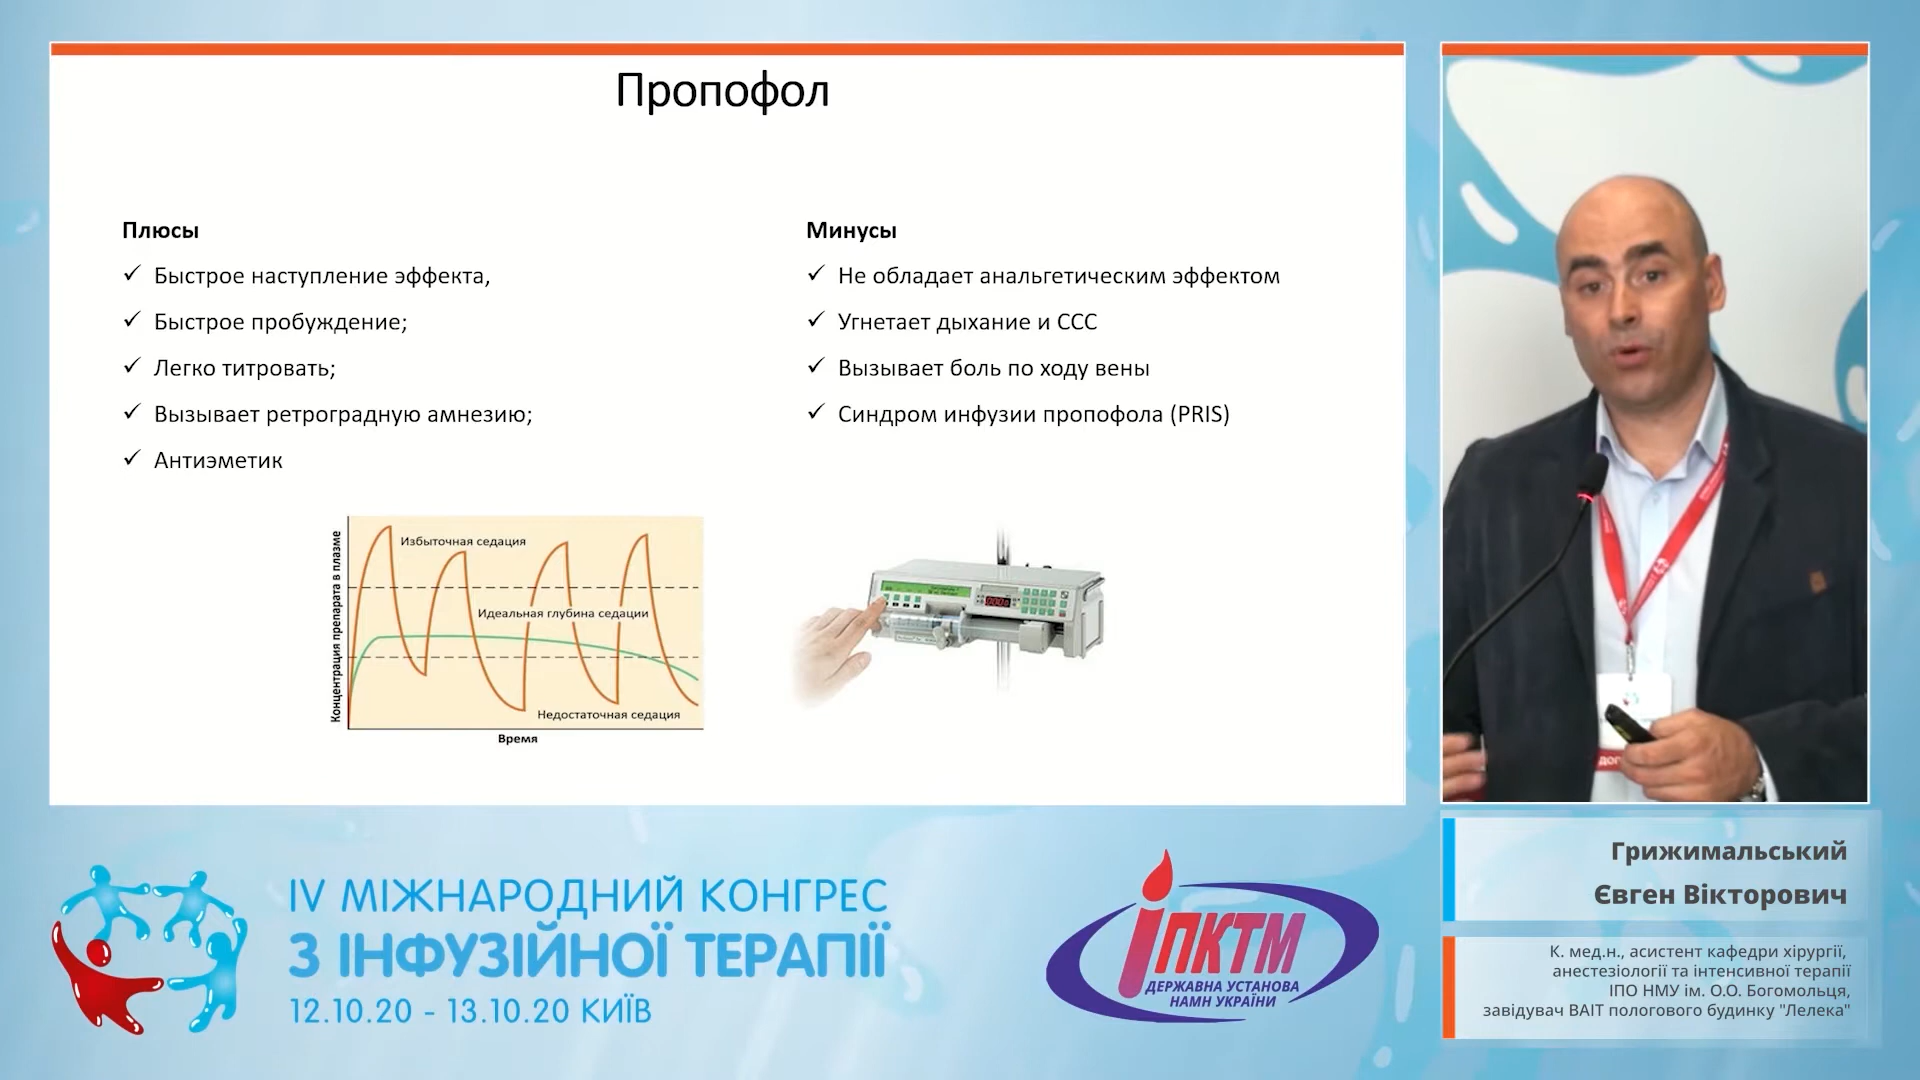 Пропофол
Плюсы
Быстрое наступление эффекта,
Быстрое пробуждение;
Легко титровать;
Вызывает ретроградную амнезию;
Антиэметик
Минусы
Не обладает анальгетическим эффектом
Угнетает дыхание и ССС
Вызывает боль по ходу вены
Синдром инфузии пропофола (PRIS)
Концентрация препарата в плазме
Избыточная седация
Идеальная глубина седации
Недостаточная седация
Время
Грижимальський
Євген Вікторович
К. мед.н., асистент кафедри хірургії,
анестезіології та інтенсивної терапії
ІПО НМУ ім. О.О. Богомольця,
завідувач ВАІТ пологового будинку "Лелека"
IV МІЖНАРОДНИЙ КОНГРЕС
З ІНФУЗІЙНОЇ ТЕРАПІЇ
12.10.20 - 13.10.20 КИЇВ
ІПКТМ
ДЕРЖАВНА УСТАНОВА
НАМН УКРАЇНИ